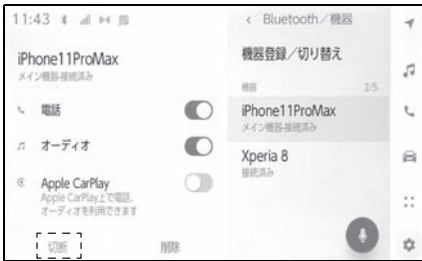 11:43
iPhone11ProMax
メイン機器-接続済み
電話
オーディオ
Apple CarPlay
Apple CarPlay上で電話、
オーディオを利用できます
切断
削除
< Bluetooth／機器
機器登録／切り替え
機器 2/5
iPhone11ProMax
メイン機器-接続済み
Xperia 8
接続済み